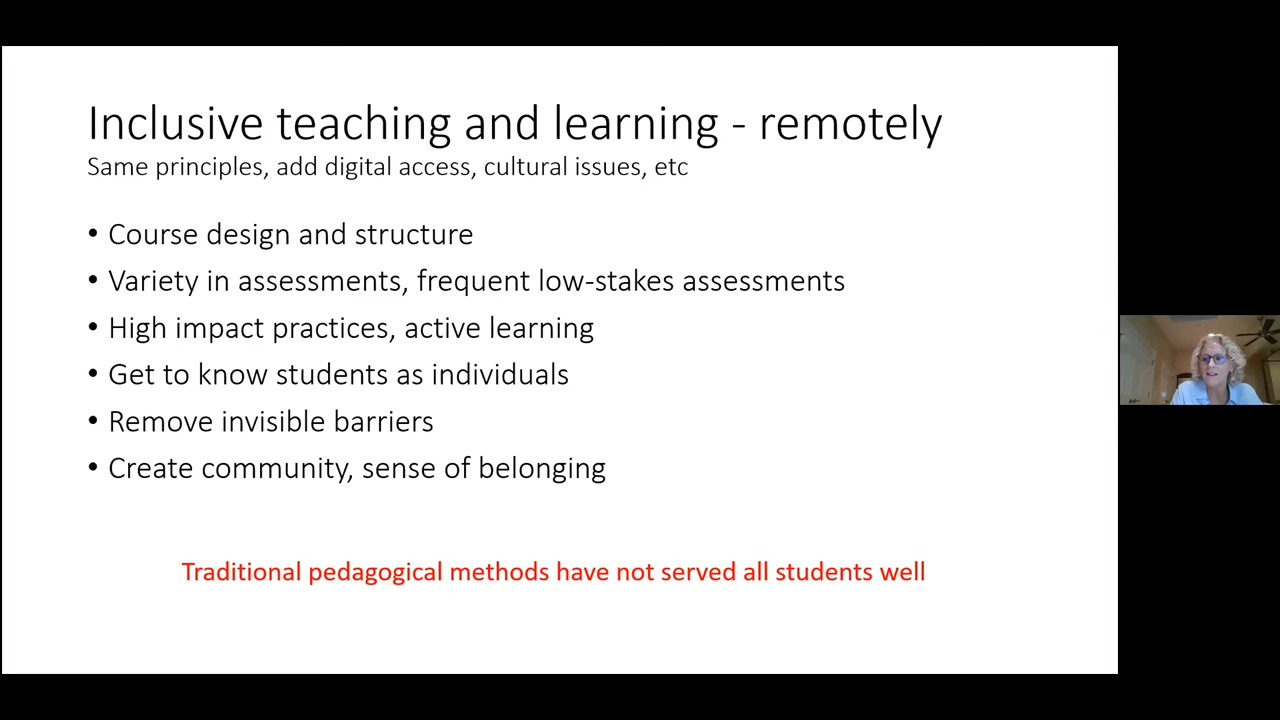 Inclusive teaching and learning - remotely
Same principles, add digital access, cultural issues, etc
• Course design and structure
• Variety in assessments, frequent low-stakes assessments
• High impact practices, active learning
• Get to know students as individuals
• Remove invisible barriers
• Create community, sense of belonging
Traditional pedagogical methods have not served all students well